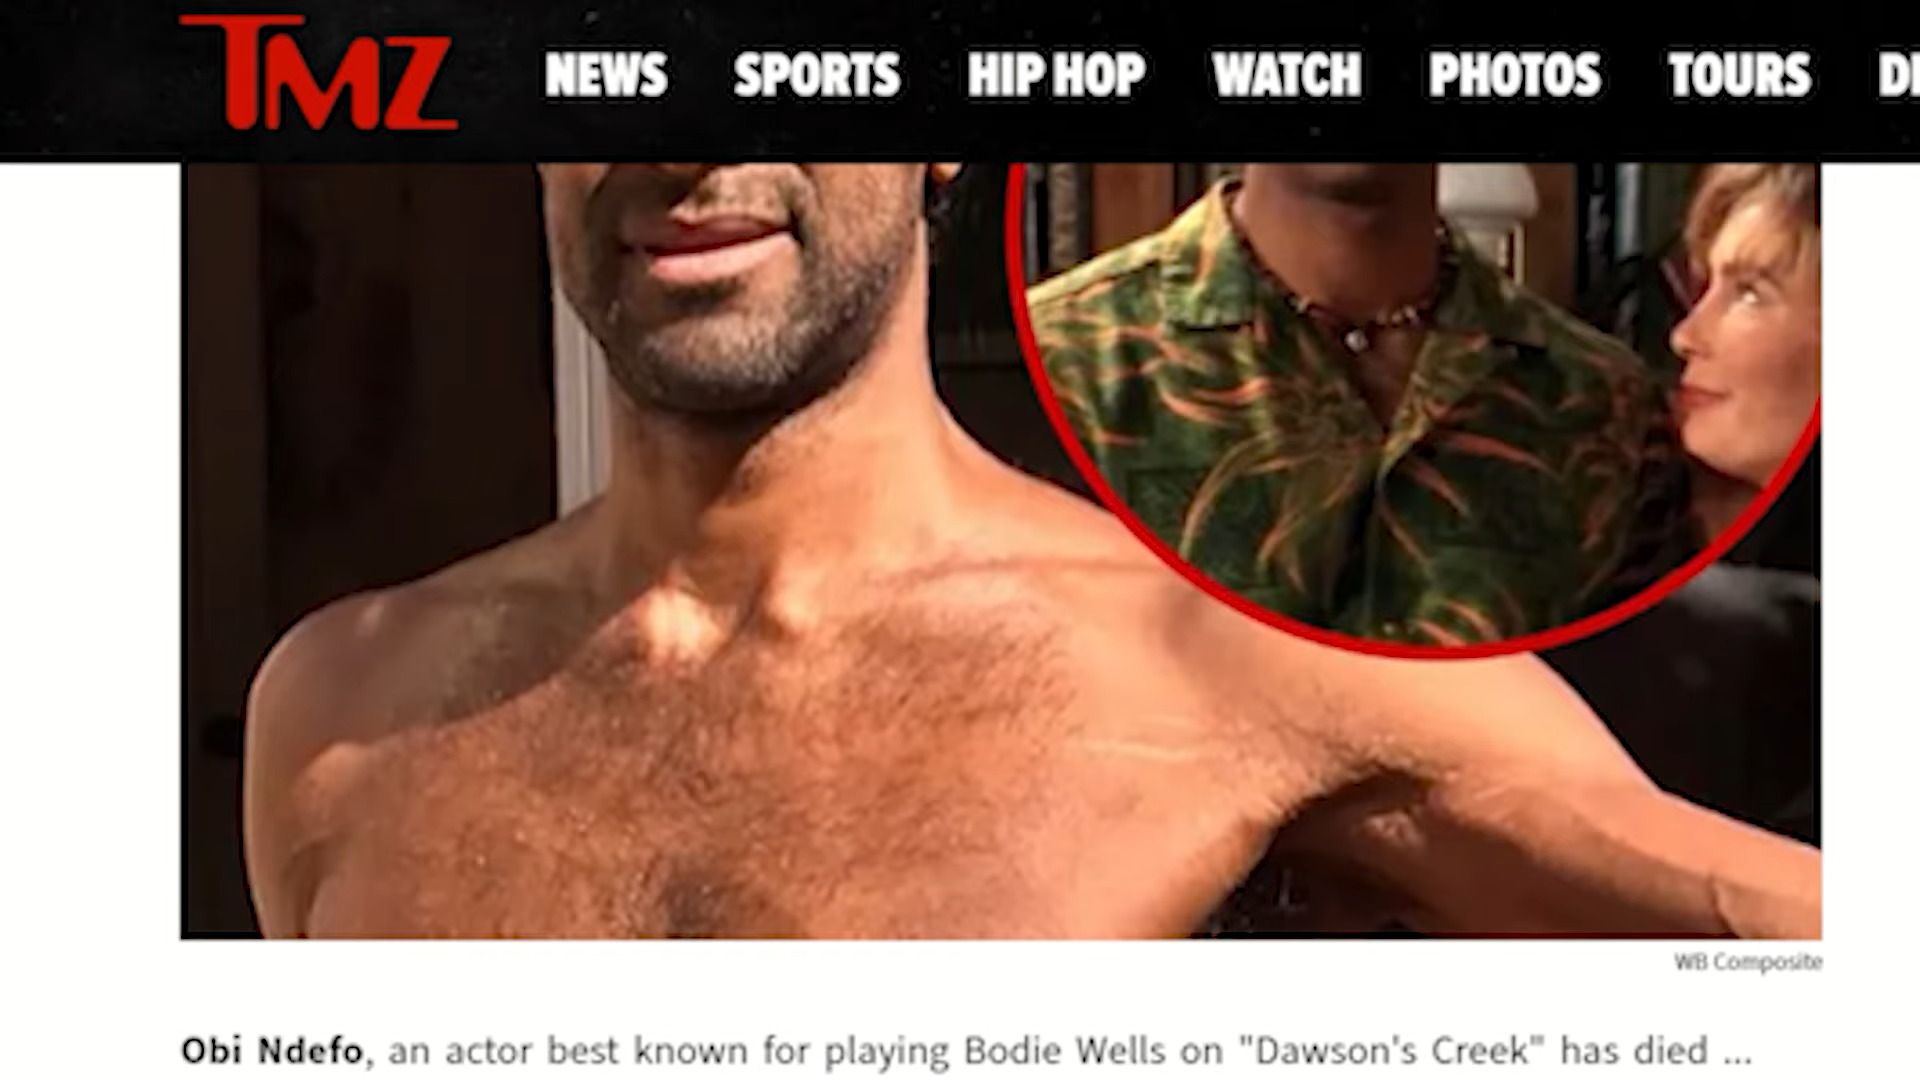 TMZ NEWS SPORTS HIP HOP WATCH PHOTOS TOURS
WB Composite
Obi Ndefo, an actor best known for playing Bodie Wells on "Dawson's Creek" has died ...